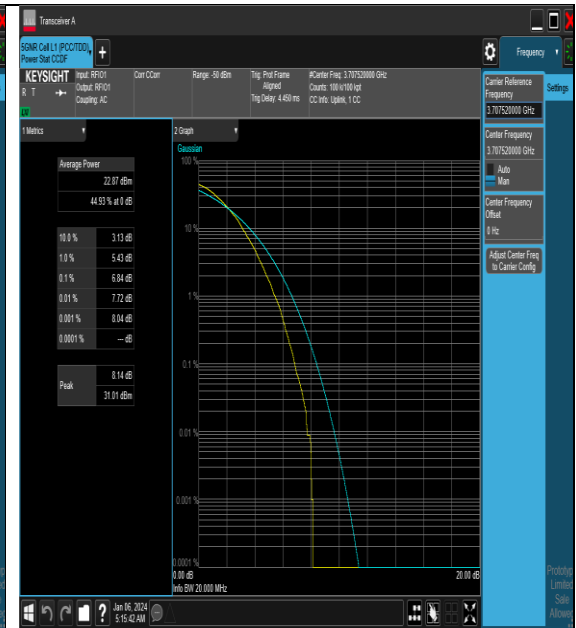 Transceiver A
5GNR Cell L1 (PCC/TDD),
Power Stat CCDF
Frequency
KEYSIGHT
R T
Input: RFIO1
Output: RFIO1
Coupling: AC
Corr CCorr
Range: -50 dBm
Trig: Prot Frame
Aligned
Trig Delay: 4.450 ms
#Center Freq: 3.707520000 GHz
Counts: 100 k/100 kpt
CC Info: Uplink, 1 CC
1 Metrics
Average Power
22.87 dBm
44.93 % at 0 dB
10.0 % 3.13 dB
1.0 % 5.43 dB
0.1 % 6.84 dB
0.01 % 7.72 dB
0.001 % 8.04 dB
0.0001 % --- dB
Peak
8.14 dB
31.01 dBm
2 Graph
Gaussian
100 %
10 %
1 %
0.1 %
0.01 %
0.001 %
0.0001 %
0.00 dB
20.00 dB
Info BW 20.000 MHz
Carrier Reference
Frequency
3.707520000 GHz
Settings
Center Frequency
3.707520000 GHz
Auto
Man
Center Frequency
Offset
0 Hz
Adjust Center Freq
to Carrier Config
Jan 06, 2024
5:15:42 AM